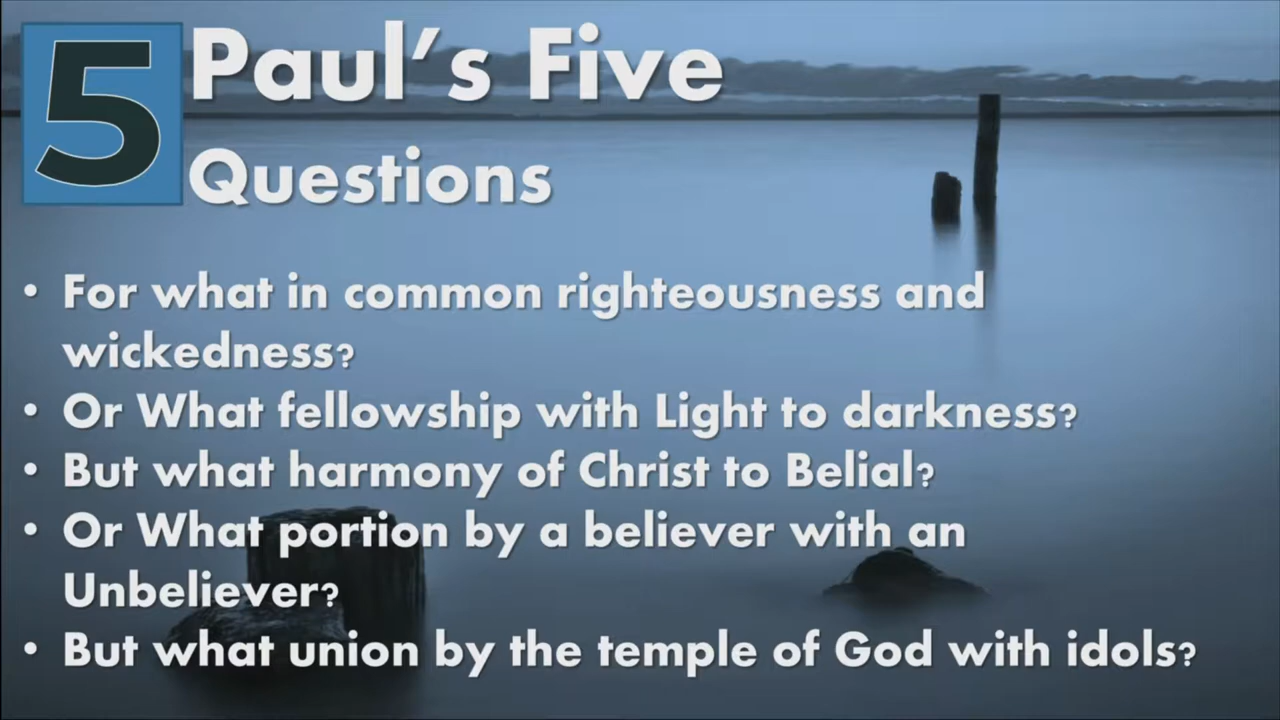 5
Paul's Five
Questions
• For what in common righteousness and
wickedness?
• Or What fellowship with Light to darkness?
• But what harmony of Christ to Belial?
• Or What portion by a believer with an
Unbeliever?
• But what union by the temple of God with idols?